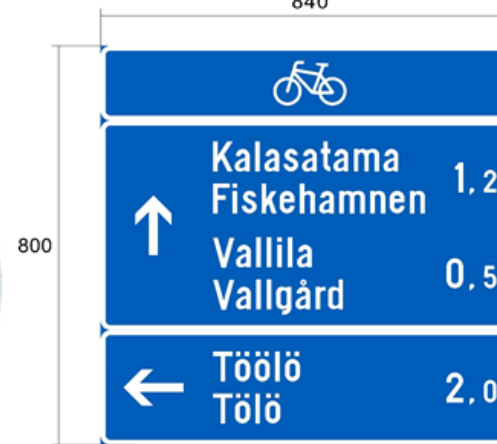 840
800
Kalasatama
Fiskehamnen 1,2
Vallila
Vallgård 0,5
Töölö
Tölö 2,0